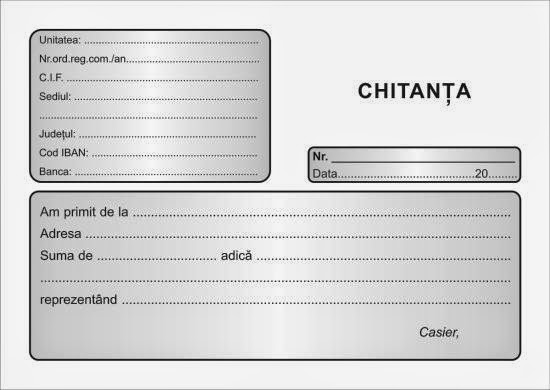 Unitatea: ..........................................................
Nr.ord.reg.com./an............................................
C.I.F. ................................................................
Sediul: .............................................................
.........................................................................
Județul: ............................................................
Cod IBAN: .......................................................
Banca: .............................................................
CHITANȚA
Nr. ______________________________
Data..............................................20.........
Am primit de la ..............................................................................................................
Adresa ..............................................................................................................
Suma de .................................. adică ..........................................................................
..............................................................................................................................
reprezentând ..............................................................................................................
Casier,